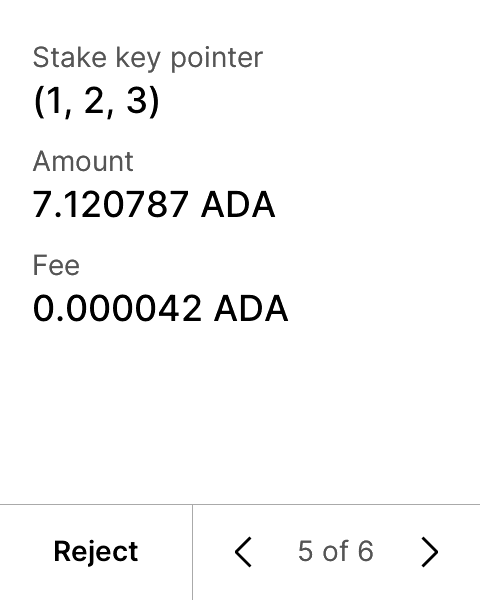 Stake key pointer
(1, 2, 3)
Amount
7.120787 ADA
Fee
0.000042 ADA
Reject
5 of 6